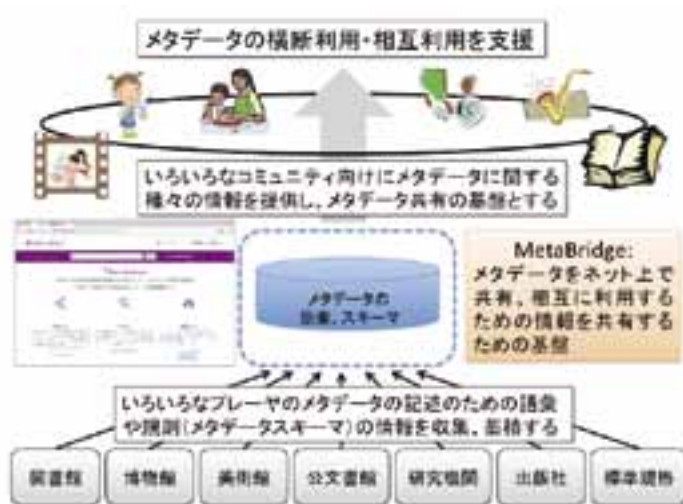 メタデータの横断利用・相互利用を支援
いろいろなコミュニティ向けにメタデータに関する
種々の情報を提供し、メタデータ共有の基盤とする
メタデータの
語彙、スキーマ
MetaBridge:
メタデータをネット上で
共有、相互に利用する
ための情報を共有する
ための基盤
いろいろなプレーヤのメタデータの記述のための語彙
や規則(メタデータスキーマ)の情報を収集、蓄積する
図書館
博物館
美術館
公文書館
研究機関
出版社
標準規格